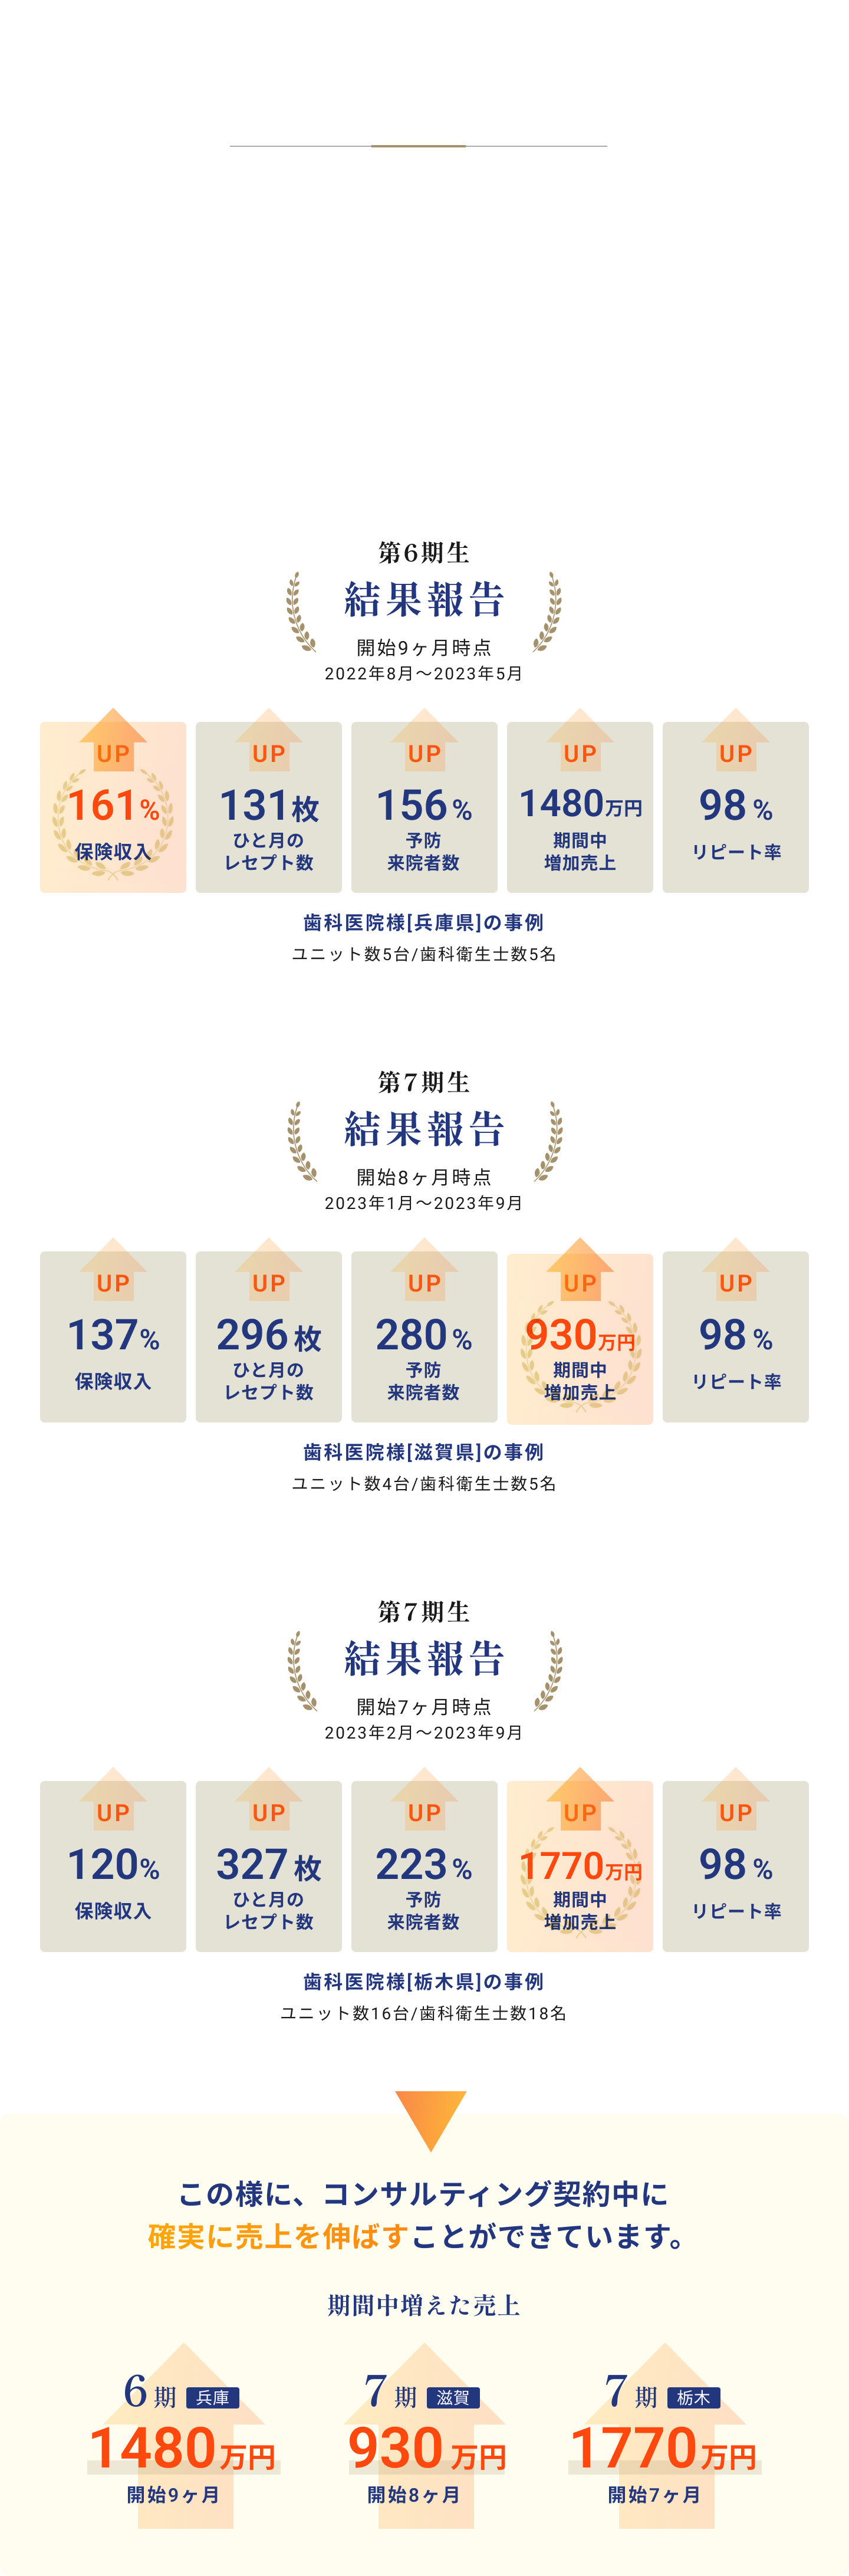 第6期生
結果報告
開始9ヶ月時点
2022年8月〜2023年5月
UP
161%
保険収入
UP
131枚
ひと月の
レセプト数
UP
156%
予防
来院者数
UP
1480万円
期間中
増加売上
UP
98%
リピート率
歯科医院様[兵庫県]の事例
ユニット数5台/歯科衛生士数5名
第7期生
結果報告
開始8ヶ月時点
2023年1月〜2023年9月
UP
137%
保険収入
UP
296枚
ひと月の
レセプト数
UP
280%
予防
来院者数
UP
930万円
期間中
増加売上
UP
98%
リピート率
歯科医院様[滋賀県]の事例
ユニット数4台/歯科衛生士数5名
第7期生
結果報告
開始7ヶ月時点
2023年2月〜2023年9月
UP
120%
保険収入
UP
327枚
ひと月の
レセプト数
UP
223%
予防
来院者数
UP
1770万円
期間中
増加売上
UP
98%
リピート率
歯科医院様[栃木県]の事例
ユニット数16台/歯科衛生士数18名
この様に、コンサルティング契約中に
確実に売上を伸ばすことができています。
期間中増えた売上
6期 兵庫
1480万円
開始9ヶ月
7期 滋賀
930万円
開始8ヶ月
7期 栃木
1770万円
開始7ヶ月